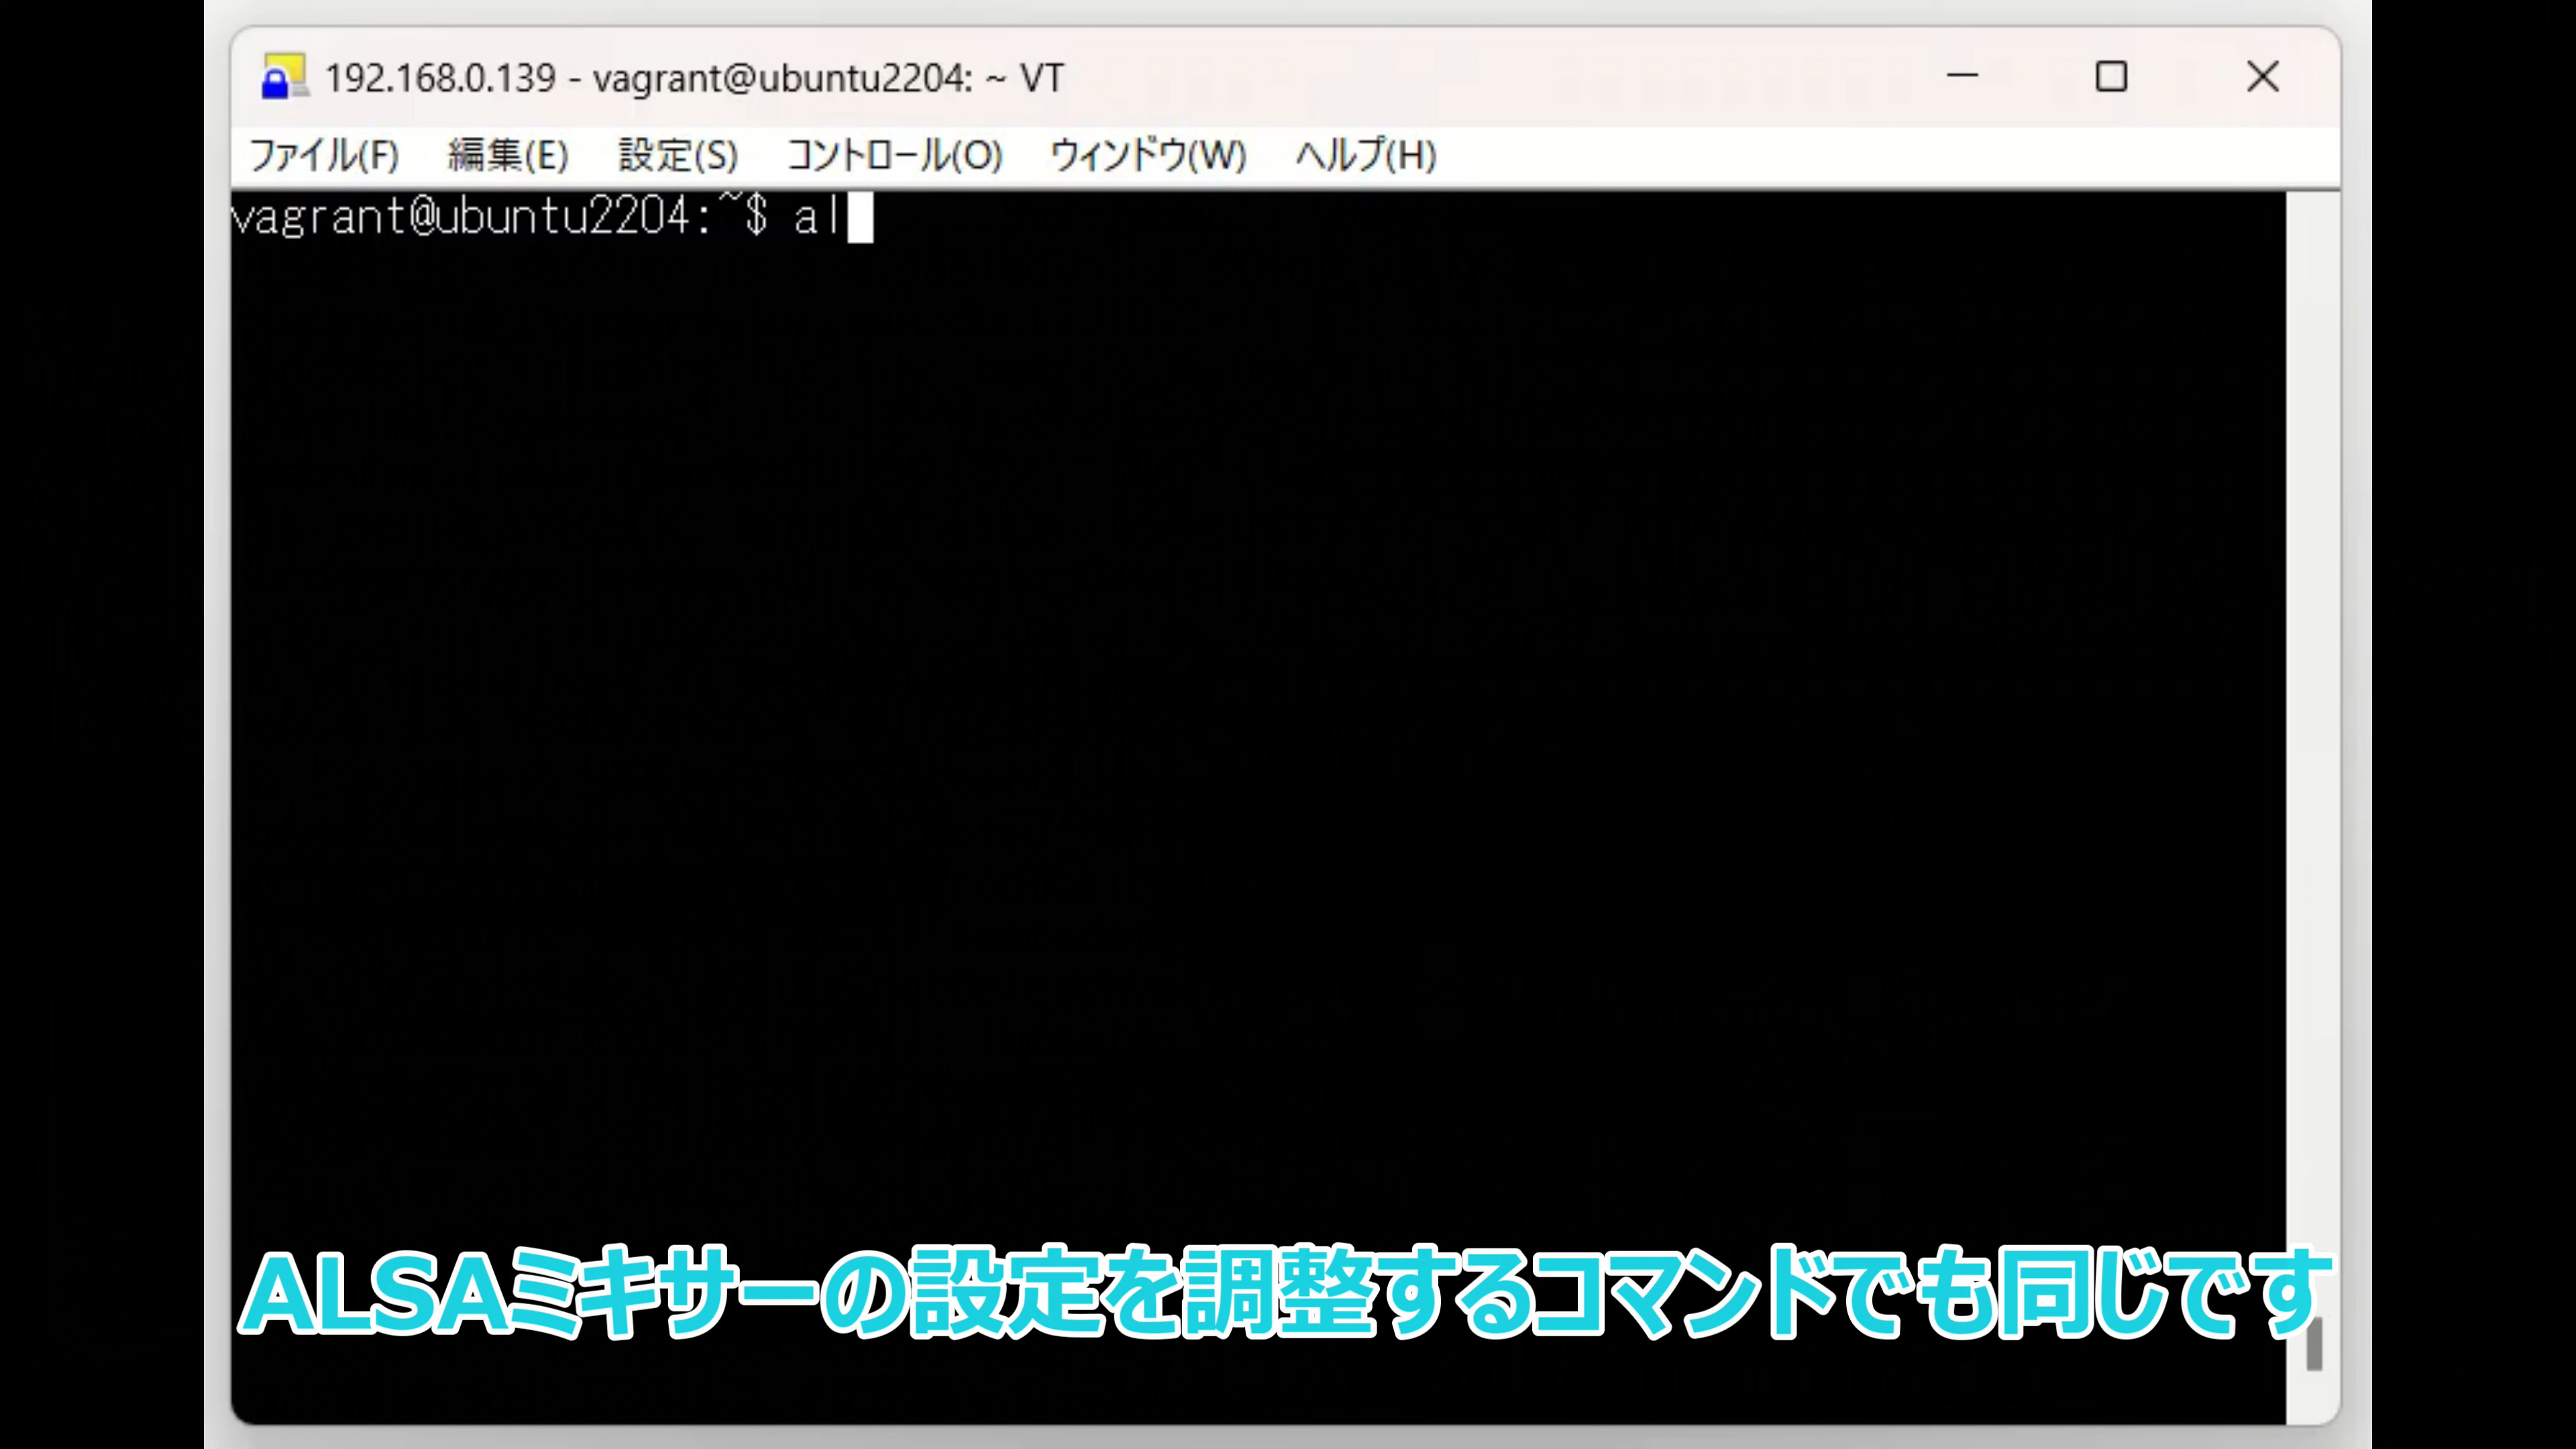 192.168.0.139 - vagrant@ubuntu2204: ~ VT
ファイル(F) 編集(E) 設定(S) コントロール(O) ウィンドウ(W) ヘルプ(H)
vagrant@ubuntu2204:~$ al
ALSAミキサーの設定を調整するコマンドでも同じです